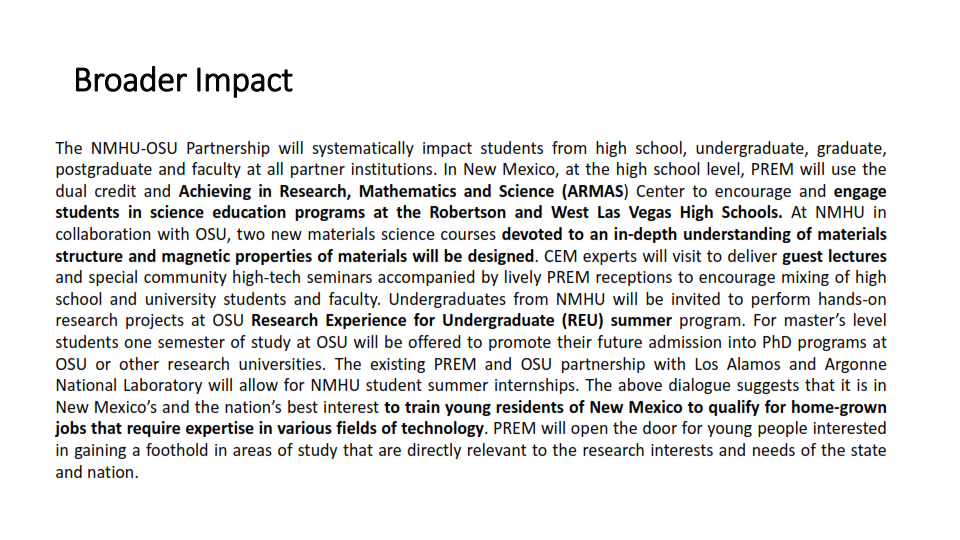 Broader Impact
The NMHU-OSU Partnership will systematically impact students from high school, undergraduate, graduate,
postgraduate and faculty at all partner institutions. In New Mexico, at the high school level, PREM will use the
dual credit and Achieving in Research, Mathematics and Science (ARMAS) Center to encourage and engage
students in science education programs at the Robertson and West Las Vegas High Schools. At NMHU in
collaboration with OSU, two new materials science courses devoted to an in-depth understanding of materials
structure and magnetic properties of materials will be designed. CEM experts will visit to deliver guest lectures
and special community high-tech seminars accompanied by lively PREM receptions to encourage mixing of high
school and university students and faculty. Undergraduates from NMHU will be invited to perform hands-on
research projects at OSU Research Experience for Undergraduate (REU) summer program. For master’s level
students one semester of study at OSU will be offered to promote their future admission into PhD programs at
OSU or other research universities. The existing PREM and OSU partnership with Los Alamos and Argonne
National Laboratory will allow for NMHU student summer internships. The above dialogue suggests that it is in
New Mexico’s and the nation’s best interest to train young residents of New Mexico to qualify for home-grown
jobs that require expertise in various fields of technology. PREM will open the door for young people interested
in gaining a foothold in areas of study that are directly relevant to the research interests and needs of the state
and nation.